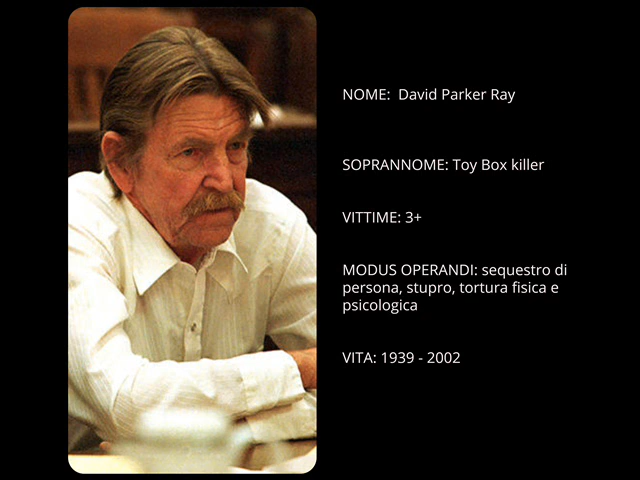 NOME:  David Parker Ray
SOPRANNOME: Toy Box killer
VITTIME: 3+
MODUS OPERANDI: sequestro di
persona, stupro, tortura fisica e
psicologica
VITA: 1939 - 2002